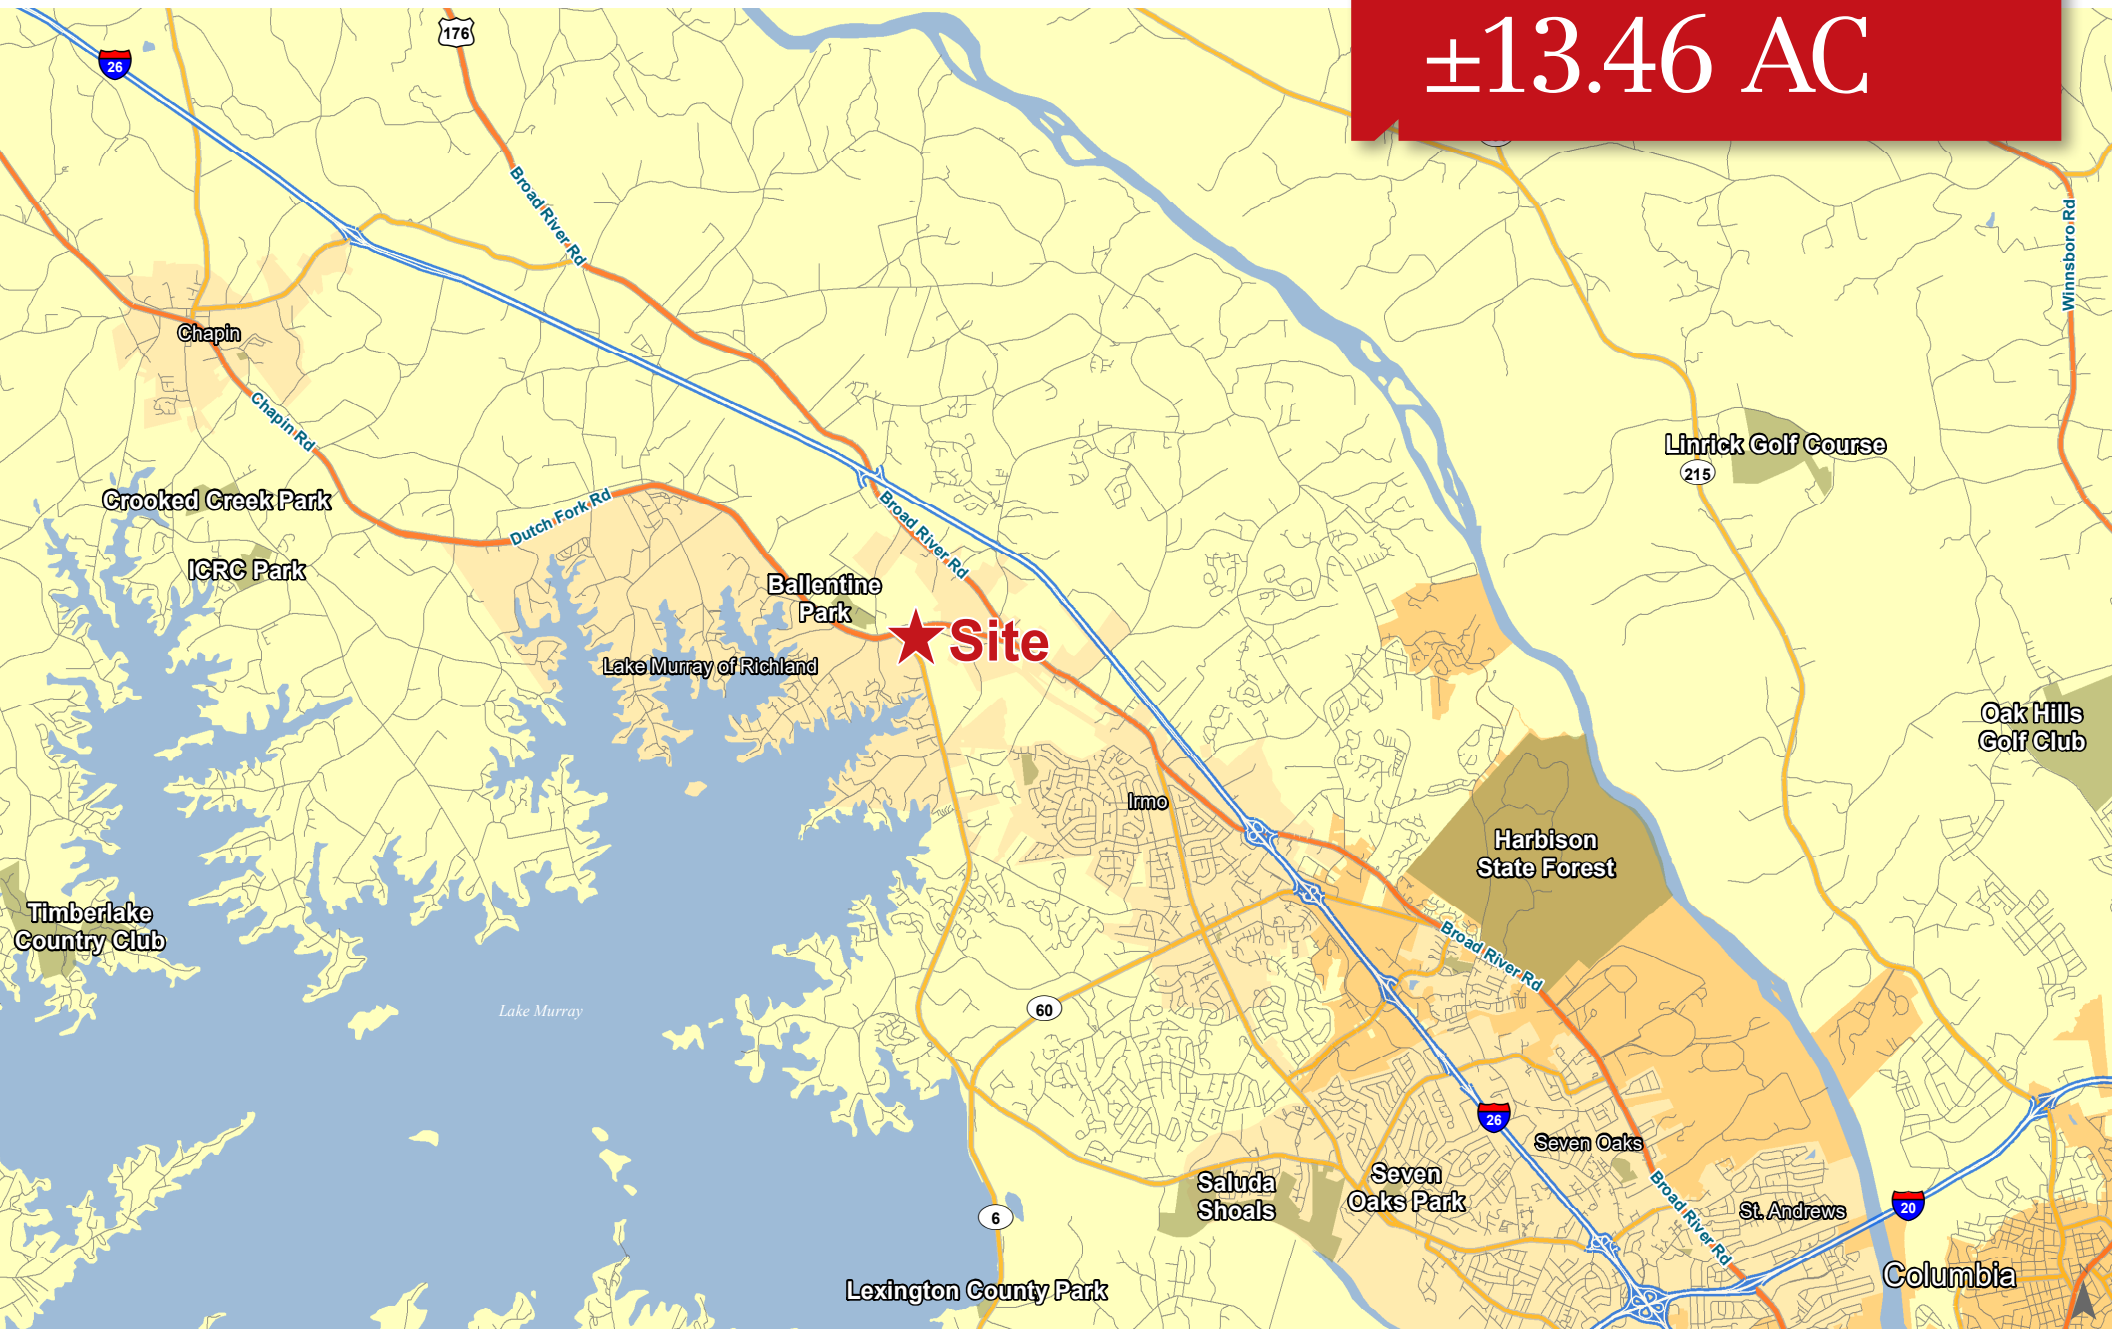 ±13.46 AC
176
26
Broad River Rd
Winnsboro Rd
Chapin
Chapin Rd
Linrick Golf Course
215
Crooked Creek Park
Dutch Fork Rd
Broad River Rd
ICRC Park
Ballentine
Park
Site
Lake Murray of Richland
Oak Hills
Golf Club
Irmo
Harbison
State Forest
Timberlake
Country Club
Broad River Rd
Lake Murray
60
26
Seven Oaks
Saluda
Shoals
Seven
Oaks Park
Broad River Rd
St. Andrews
20
6
Columbia
Lexington County Park